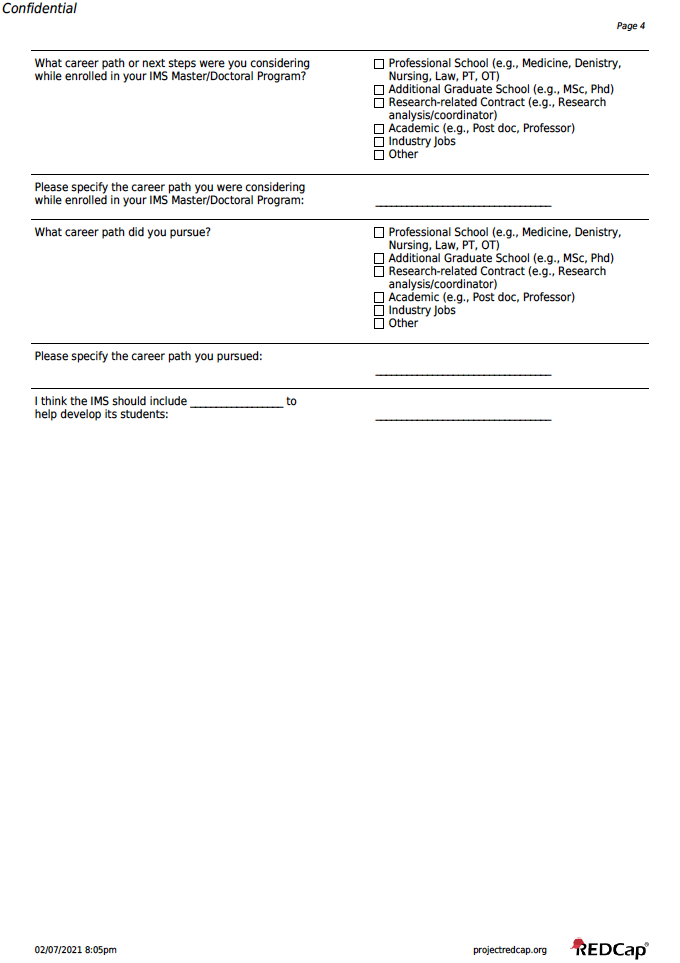 Confidential
Page 4
What career path or next steps were you considering
while enrolled in your IMS Master/Doctoral Program?
Professional School (e.g., Medicine, Denistry,
Nursing, Law, PT, OT)
Additional Graduate School (e.g., MSc, Phd)
Research-related Contract (e.g., Research
analysis/coordinator)
Academic (e.g., Post doc, Professor)
Industry Jobs
Other
Please specify the career path you were considering
while enrolled in your IMS Master/Doctoral Program:
__________________________________
What career path did you pursue?
Professional School (e.g., Medicine, Denistry,
Nursing, Law, PT, OT)
Additional Graduate School (e.g., MSc, Phd)
Research-related Contract (e.g., Research
analysis/coordinator)
Academic (e.g., Post doc, Professor)
Industry Jobs
Other
Please specify the career path you pursued:
__________________________________
I think the IMS should include __________________ to
help develop its students:
__________________________________
02/07/2021 8:05pm
projectredcap.org
REDCap®